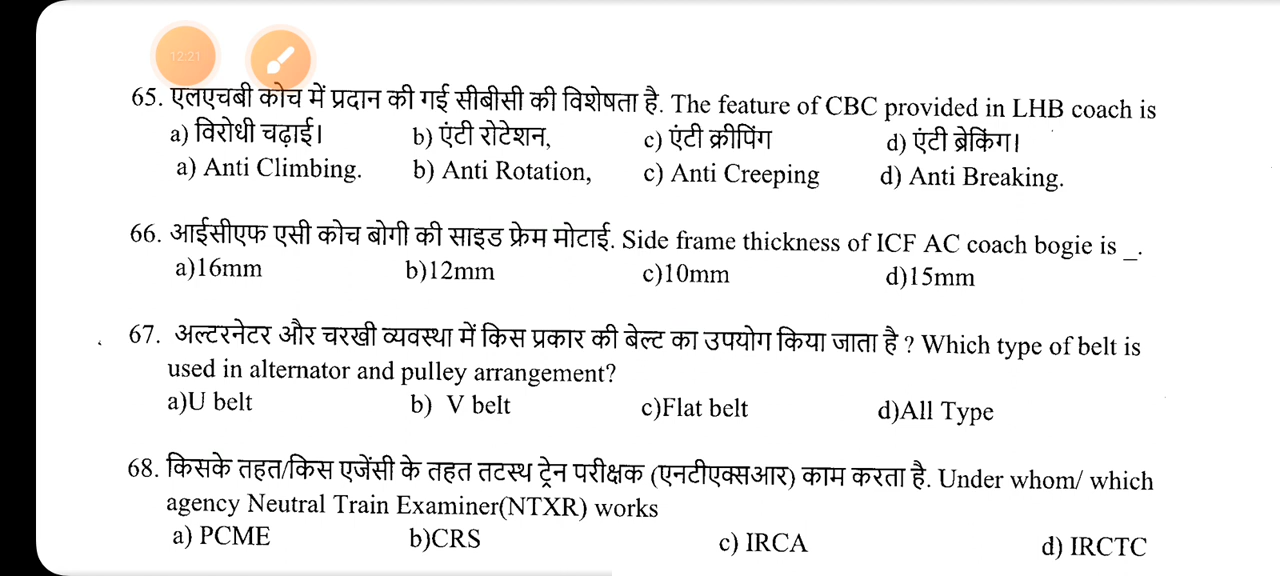 12:21
65. एलएचबी कोच में प्रदान की गई सीबीसी की विशेषता है. The feature of CBC provided in LHB coach is
a) विरोधी चढ़ाई। b) एंटी रोटेशन, c) एंटी क्रीपिंग d) एंटी ब्रेकिंग।
a) Anti Climbing. b) Anti Rotation, c) Anti Creeping d) Anti Breaking.
66. आईसीएफ एसी कोच बोगी की साइड फ्रेम मोटाई. Side frame thickness of ICF AC coach bogie is _.
a)16mm b)12mm c)10mm d)15mm
67. अल्टरनेटर और चरखी व्यवस्था में किस प्रकार की बेल्ट का उपयोग किया जाता है ? Which type of belt is
used in alternator and pulley arrangement?
a)U belt b) V belt c)Flat belt d)All Type
68. किसके तहत/किस एजेंसी के तहत तटस्थ ट्रेन परीक्षक (एनटीएक्सआर) काम करता है. Under whom/ which
agency Neutral Train Examiner(NTXR) works
a) PCME b)CRS c) IRCA d) IRCTC